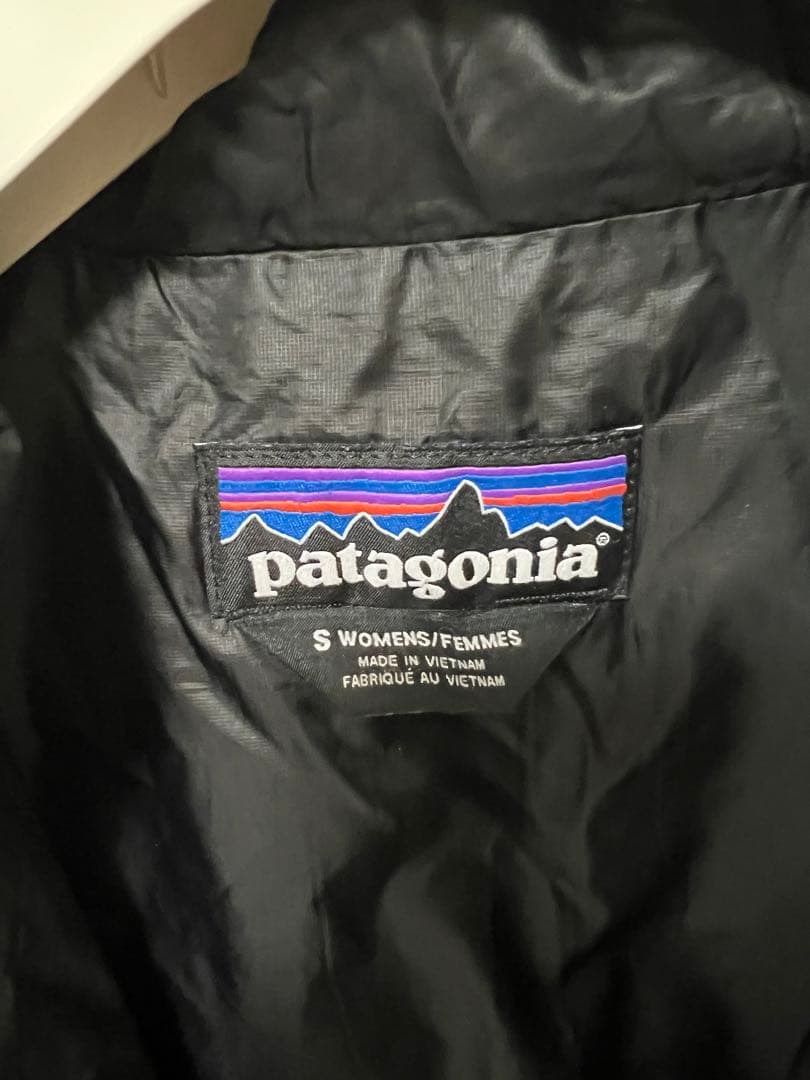 patagonia®
S WOMENS/FEMMES
MADE IN VIETNAM
FABRIQUÉ AU VIETNAM